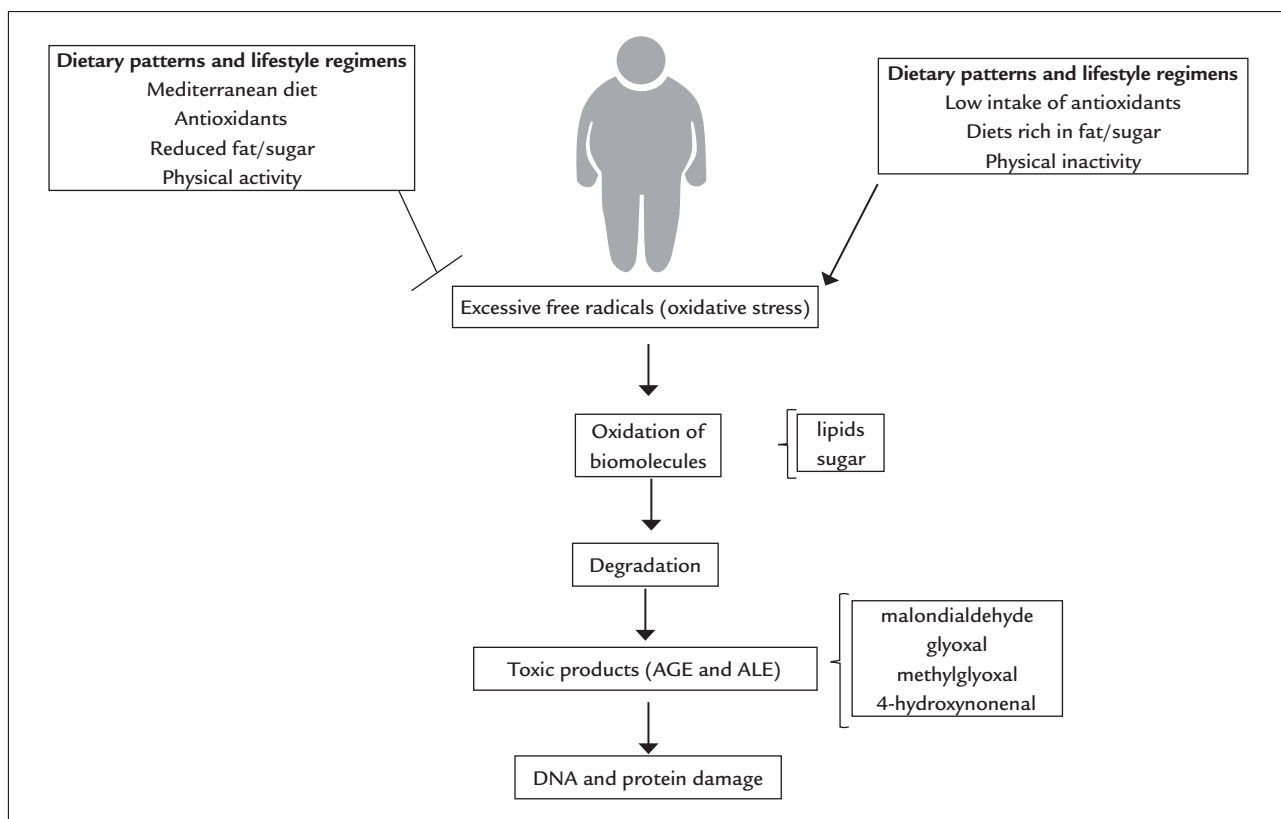 Dietary patterns and lifestyle regimens
Mediterranean diet
Antioxidants
Reduced fat/sugar
Physical activity
Dietary patterns and lifestyle regimens
Low intake of antioxidants
Diets rich in fat/sugar
Physical inactivity
Excessive free radicals (oxidative stress)
Oxidation of
biomolecules
lipids
sugar
Degradation
Toxic products (AGE and ALE)
malondialdehyde
glyoxal
methylglyoxal
4-hydroxynonenal
DNA and protein damage